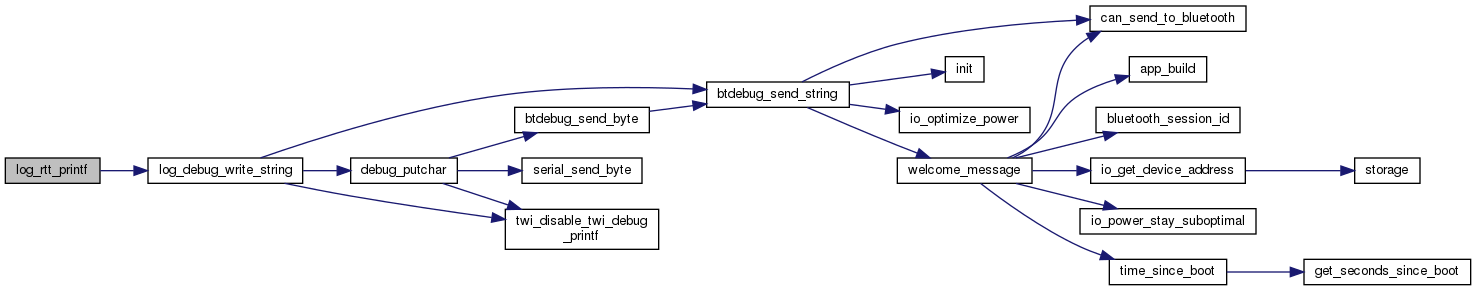 log_rtt_printf
log_debug_write_string
debug_putchar
btdebug_send_byte
serial_send_byte
twi_disable_twi_debug
_printf
btdebug_send_string
can_send_to_bluetooth
init
io_optimize_power
welcome_message
app_build
bluetooth_session_id
io_get_device_address
storage
io_power_stay_suboptimal
time_since_boot
get_seconds_since_boot